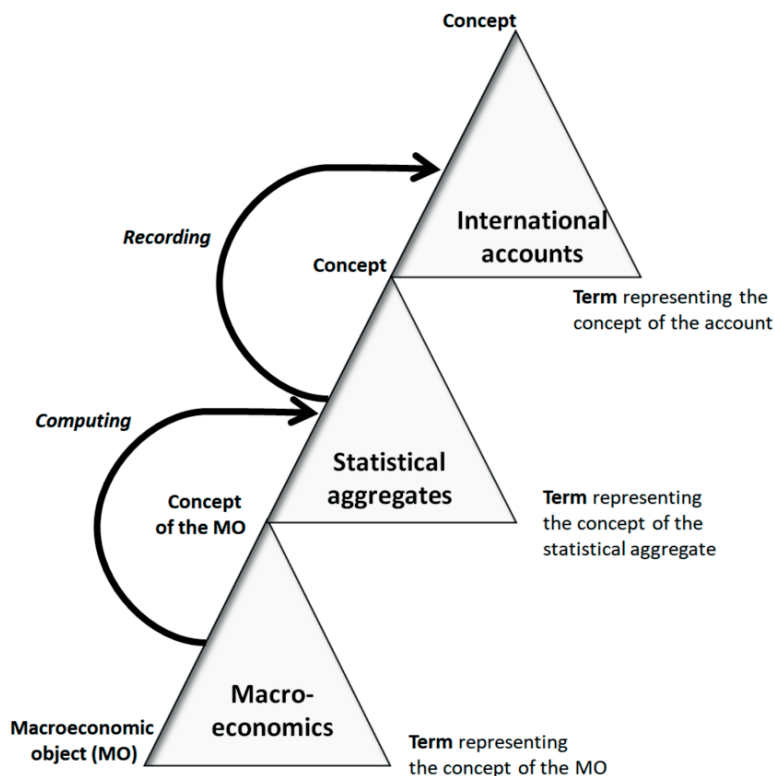 Concept
International
accounts
Recording
Concept
Term representing the
concept of the account
Computing
Statistical
aggregates
Concept
of the MO
Term representing
the concept of the
statistical aggregate
Macro-
economics
Macroeconomic
object (MO)
Term representing
the concept of the MO